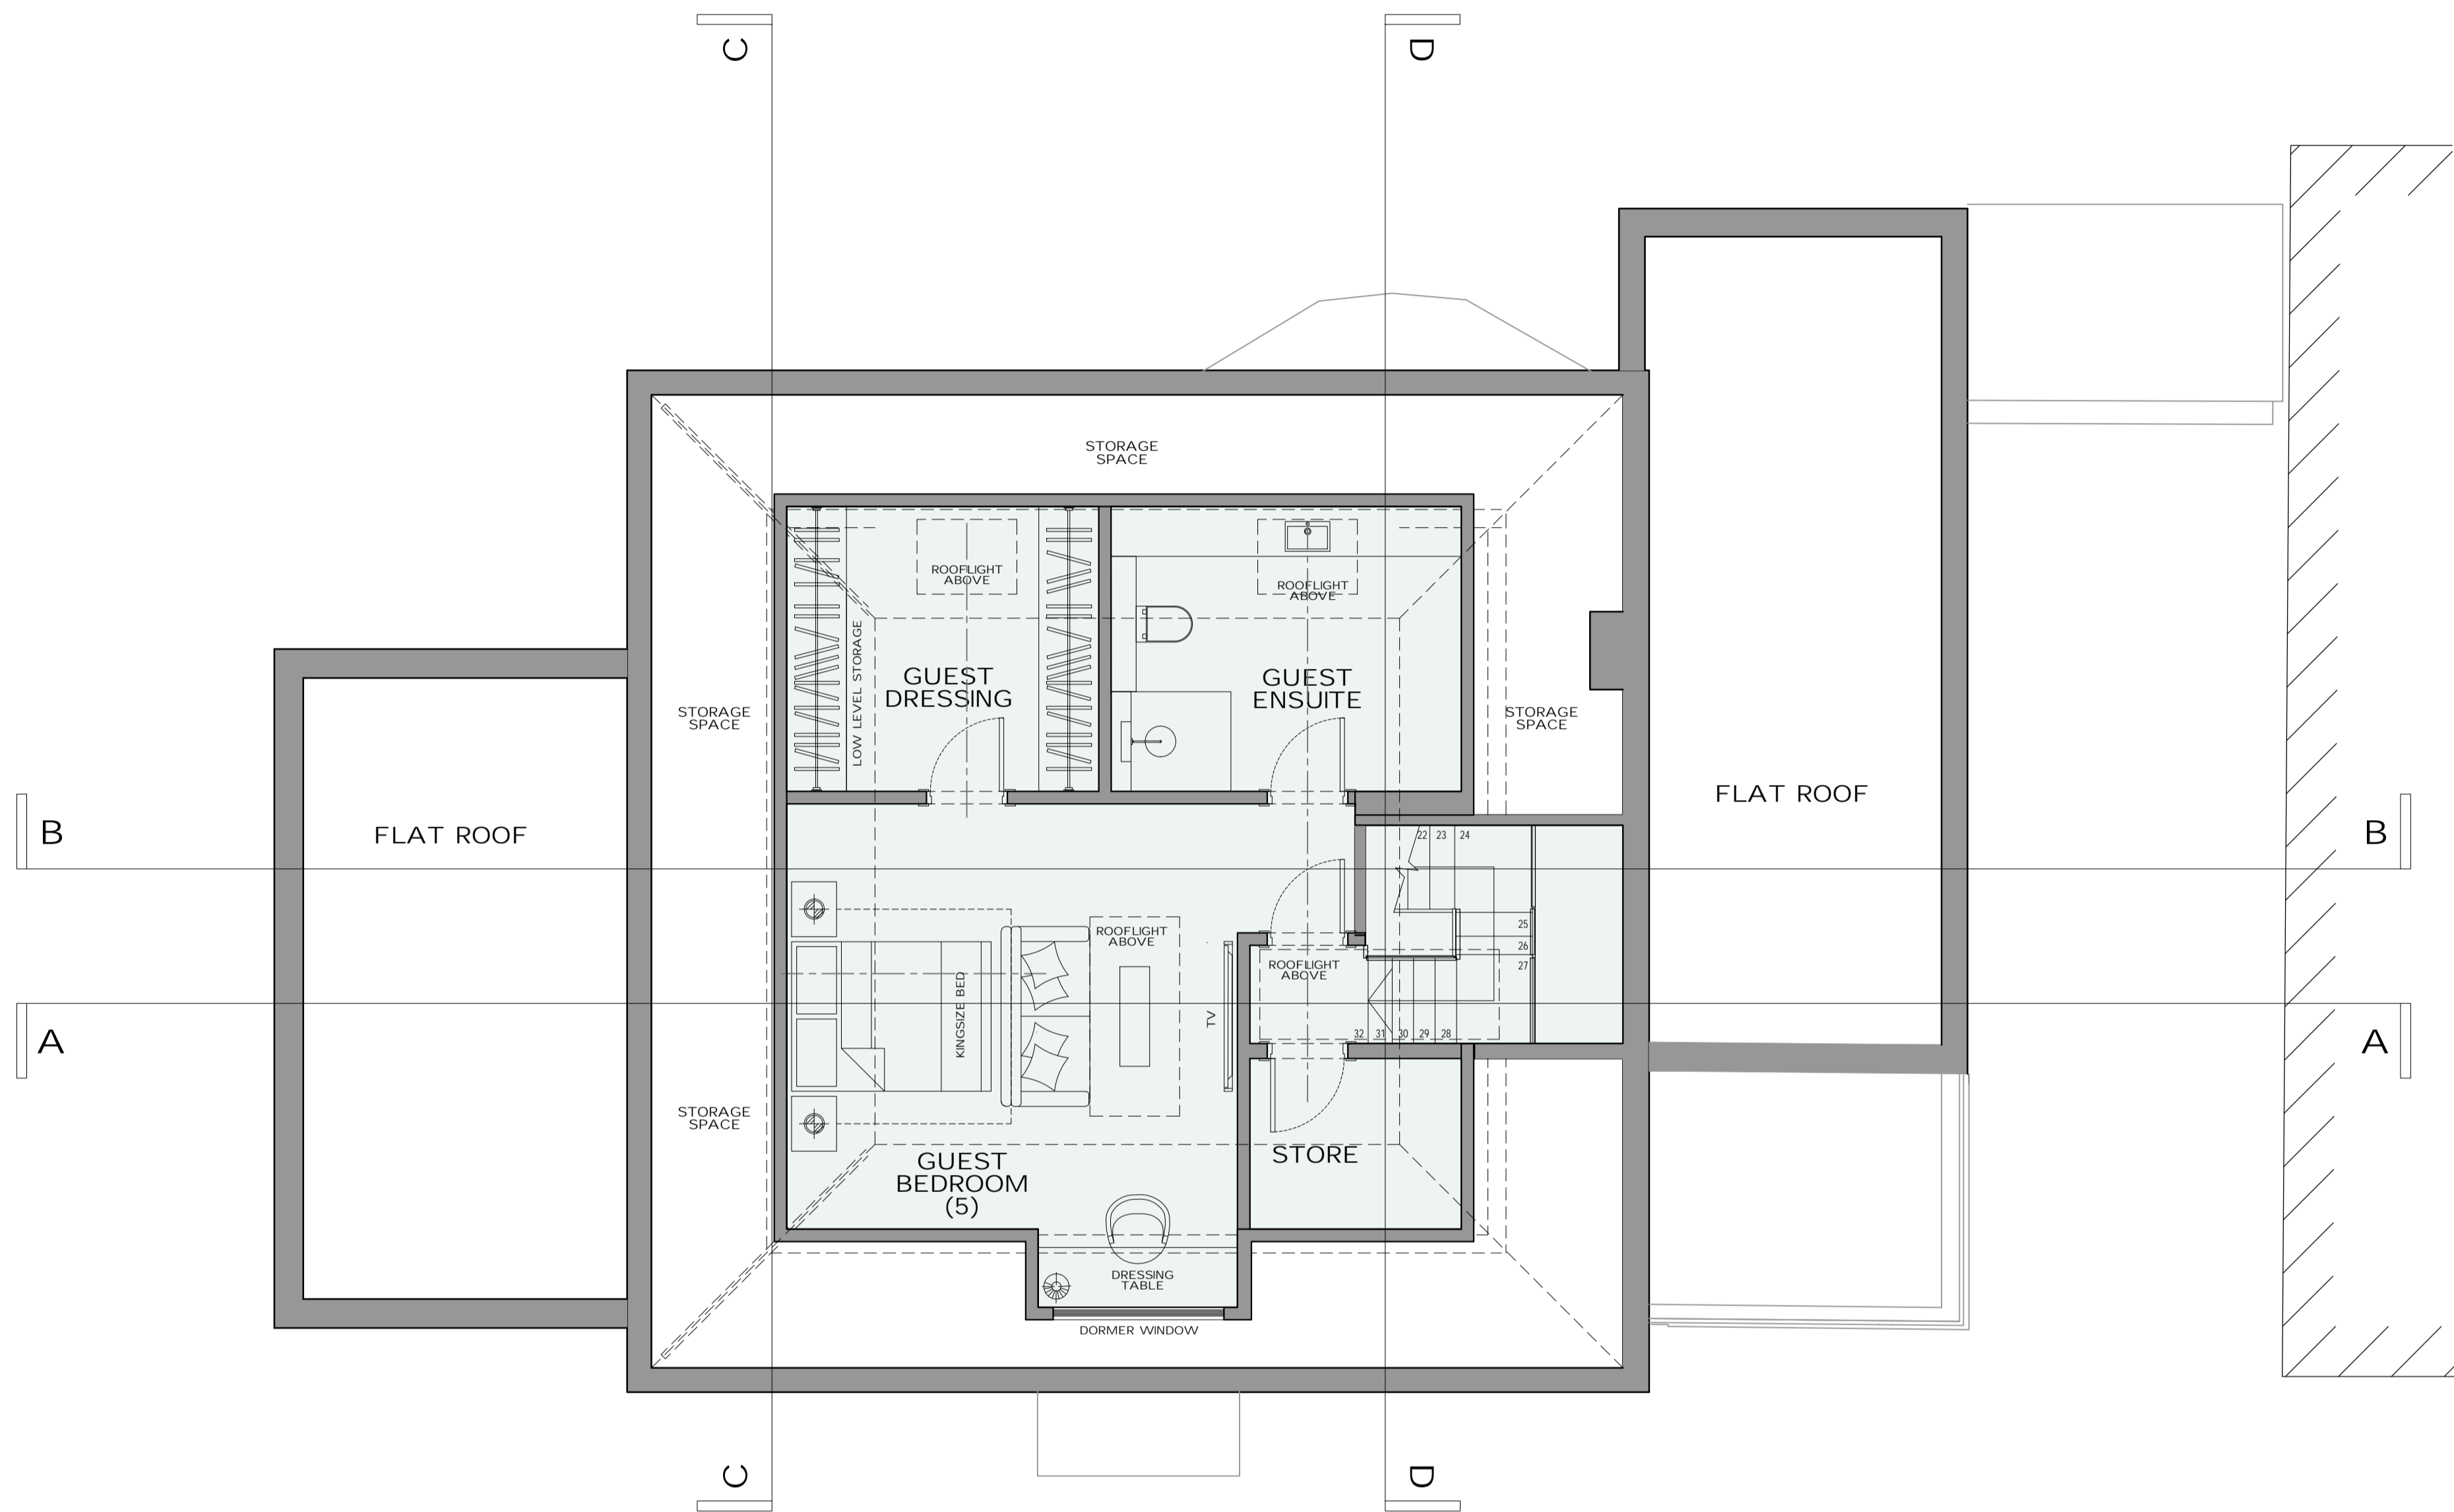 C
D
STORAGE
SPACE
ROOFLIGHT
ABOVE
ROOFLIGHT
ABOVE
LOW LEVEL STORAGE
GUEST
DRESSING
GUEST
ENSUITE
STORAGE
SPACE
STORAGE
SPACE
FLAT ROOF
B
FLAT ROOF
B
22 23 24
25
26
27
ROOFLIGHT
ABOVE
ROOFLIGHT
ABOVE
KINGSIZE BED
TV
32 31 30 29 28
A
A
STORAGE
SPACE
GUEST
BEDROOM
(5)
STORE
DRESSING
TABLE
DORMER WINDOW
C
D